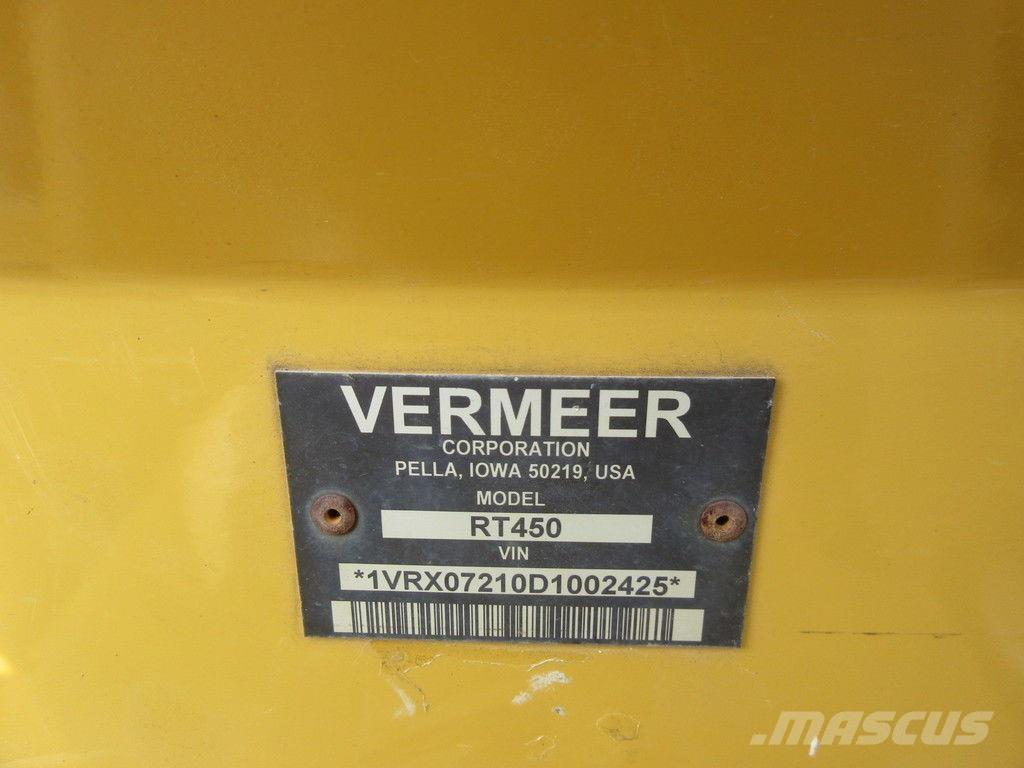 VERMEER
CORPORATION
PELLA, IOWA 50219, USA
MODEL
RT450
VIN
*1VRX07210D1002425*
.MASCUS